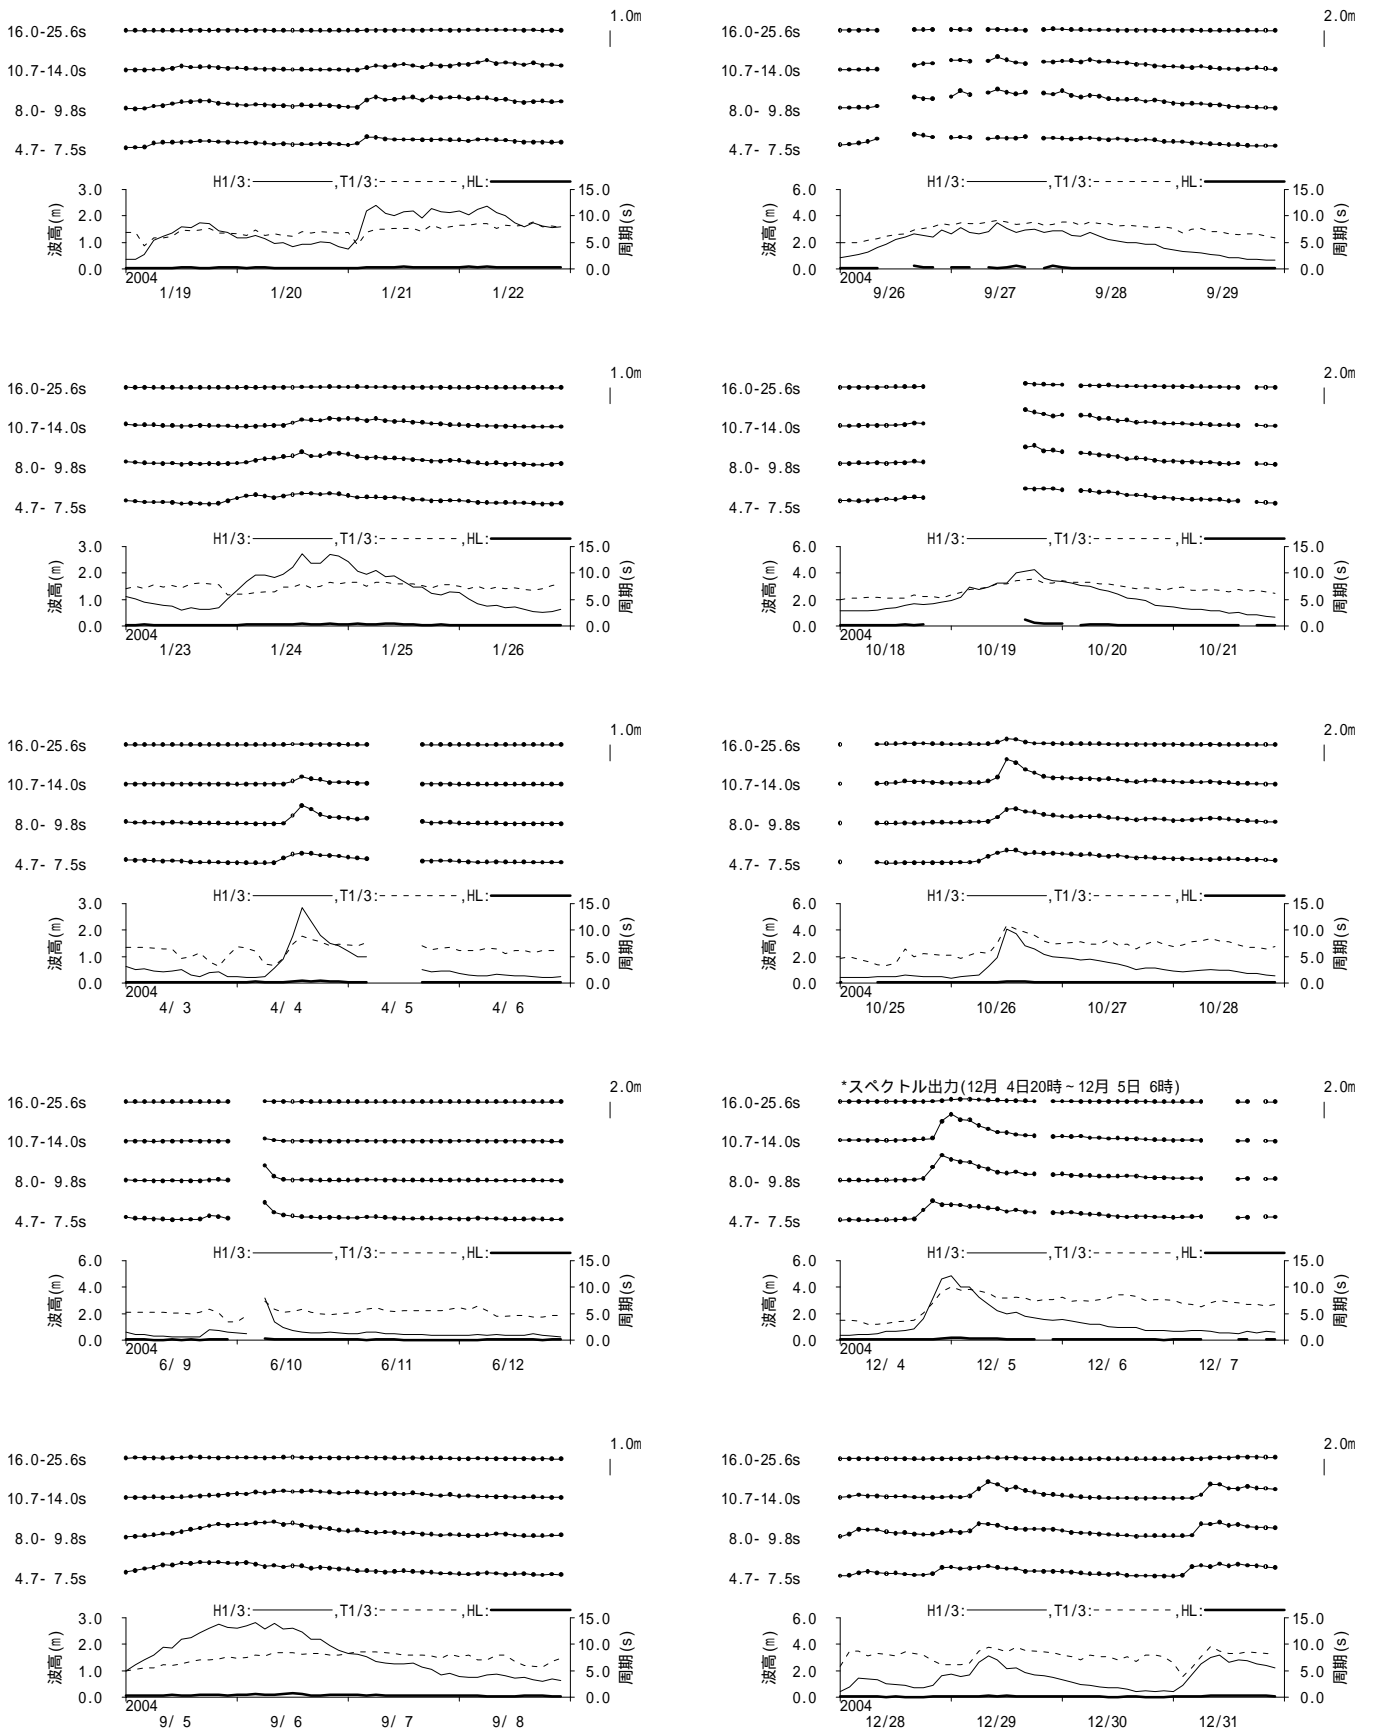 1.0m
16.0-25.6s
10.7-14.0s
8.0- 9.8s
4.7- 7.5s
H1/3: ,T1/3: ,HL:
3.0 15.0
2.0 10.0
1.0 5.0
0.0 0.0
波高(m) 周期(s)
2004
1/19 1/20 1/21 1/22
2.0m
16.0-25.6s
10.7-14.0s
8.0- 9.8s
4.7- 7.5s
H1/3: ,T1/3: ,HL:
6.0 15.0
4.0 10.0
2.0 5.0
0.0 0.0
波高(m) 周期(s)
2004
9/26 9/27 9/28 9/29
1.0m
16.0-25.6s
10.7-14.0s
8.0- 9.8s
4.7- 7.5s
H1/3: ,T1/3: ,HL:
3.0 15.0
2.0 10.0
1.0 5.0
0.0 0.0
波高(m) 周期(s)
2004
1/23 1/24 1/25 1/26
2.0m
16.0-25.6s
10.7-14.0s
8.0- 9.8s
4.7- 7.5s
H1/3: ,T1/3: ,HL:
6.0 15.0
4.0 10.0
2.0 5.0
0.0 0.0
波高(m) 周期(s)
2004
10/18 10/19 10/20 10/21
1.0m
16.0-25.6s
10.7-14.0s
8.0- 9.8s
4.7- 7.5s
H1/3: ,T1/3: ,HL:
3.0 15.0
2.0 10.0
1.0 5.0
0.0 0.0
波高(m) 周期(s)
2004
4/ 3 4/ 4 4/ 5 4/ 6
2.0m
16.0-25.6s
10.7-14.0s
8.0- 9.8s
4.7- 7.5s
H1/3: ,T1/3: ,HL:
6.0 15.0
4.0 10.0
2.0 5.0
0.0 0.0
波高(m) 周期(s)
2004
10/25 10/26 10/27 10/28
2.0m
16.0-25.6s
10.7-14.0s
8.0- 9.8s
4.7- 7.5s
H1/3: ,T1/3: ,HL:
6.0 15.0
4.0 10.0
2.0 5.0
0.0 0.0
波高(m) 周期(s)
2004
6/ 9 6/10 6/11 6/12
*スペクトル出力(12月 4日20時~12月 5日 6時) 2.0m
16.0-25.6s
10.7-14.0s
8.0- 9.8s
4.7- 7.5s
H1/3: ,T1/3: ,HL:
6.0 15.0
4.0 10.0
2.0 5.0
0.0 0.0
波高(m) 周期(s)
2004
12/ 4 12/ 5 12/ 6 12/ 7
1.0m
16.0-25.6s
10.7-14.0s
8.0- 9.8s
4.7- 7.5s
H1/3: ,T1/3: ,HL:
3.0 15.0
2.0 10.0
1.0 5.0
0.0 0.0
波高(m) 周期(s)
2004
9/ 5 9/ 6 9/ 7 9/ 8
2.0m
16.0-25.6s
10.7-14.0s
8.0- 9.8s
4.7- 7.5s
H1/3: ,T1/3: ,HL:
6.0 15.0
4.0 10.0
2.0 5.0
0.0 0.0
波高(m) 周期(s)
2004
12/28 12/29 12/30 12/31